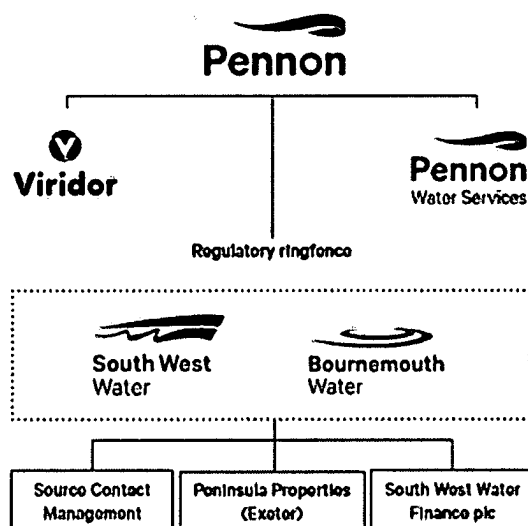 Pennon
Viridor
Pennon
Water Services
Regulatory ringfence
South West
Water
Bournemouth
Water
Source Contact
Management
Peninsula Properties
(Exeter)
South West Water
Finance plc